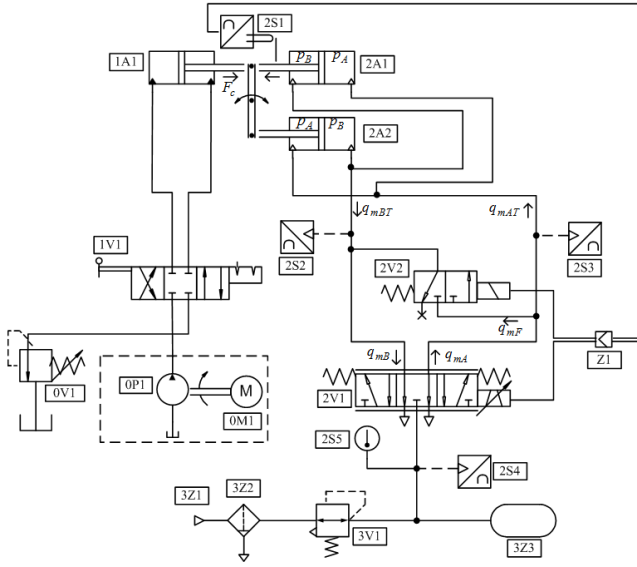 2S1
1A1
p_B p_A
2A1
F_c
p_A p_B
2A2
q_mBT
q_mAT
1V1
2S2
2S3
2V2
q_mF
q_mB
q_mA
Z1
0V1
0P1
M
0M1
2V1
2S5
2S4
3Z1
3Z2
3V1
3Z3